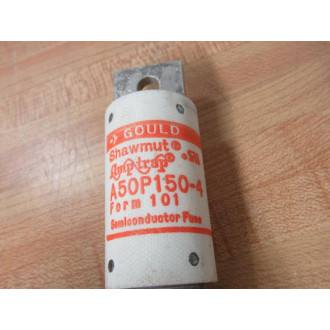 GOULD
Shawmut®
Amp-trap®
A50P150-4
Form 101
Semiconductor Fuse